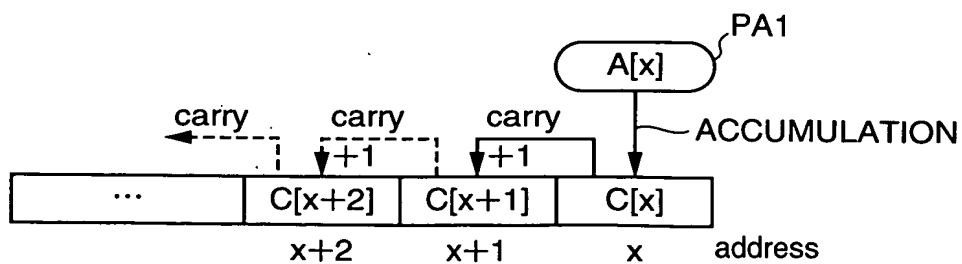 PA1
A[x]
carry carry carry ACCUMULATION
+1 +1
... C[x+2] C[x+1] C[x]
x+2 x+1 x address